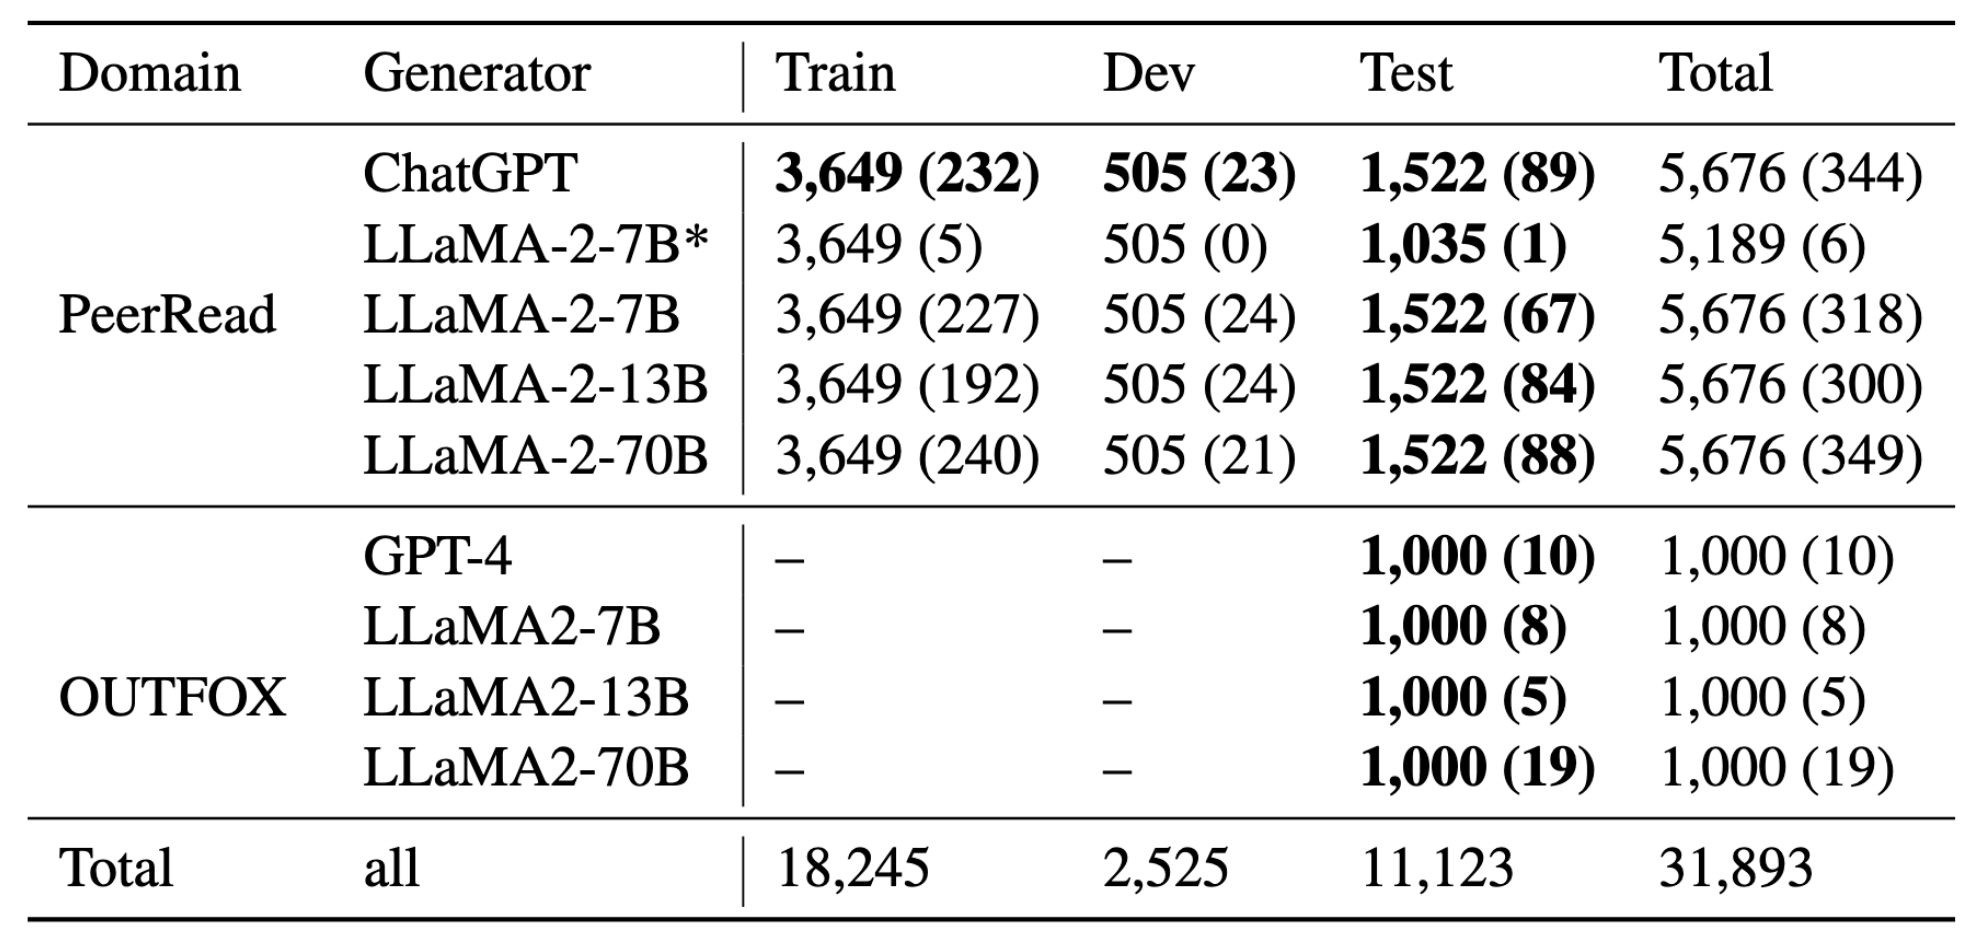 Domain Generator Train Dev Test Total
ChatGPT 3,649 (232) 505 (23) 1,522 (89) 5,676 (344)
LLaMA-2-7B* 3,649 (5) 505 (0) 1,035 (1) 5,189 (6)
PeerRead LLaMA-2-7B 3,649 (227) 505 (24) 1,522 (67) 5,676 (318)
LLaMA-2-13B 3,649 (192) 505 (24) 1,522 (84) 5,676 (300)
LLaMA-2-70B 3,649 (240) 505 (21) 1,522 (88) 5,676 (349)
GPT-4 – – 1,000 (10) 1,000 (10)
LLaMA2-7B – – 1,000 (8) 1,000 (8)
OUTFOX LLaMA2-13B – – 1,000 (5) 1,000 (5)
LLaMA2-70B – – 1,000 (19) 1,000 (19)
Total all 18,245 2,525 11,123 31,893